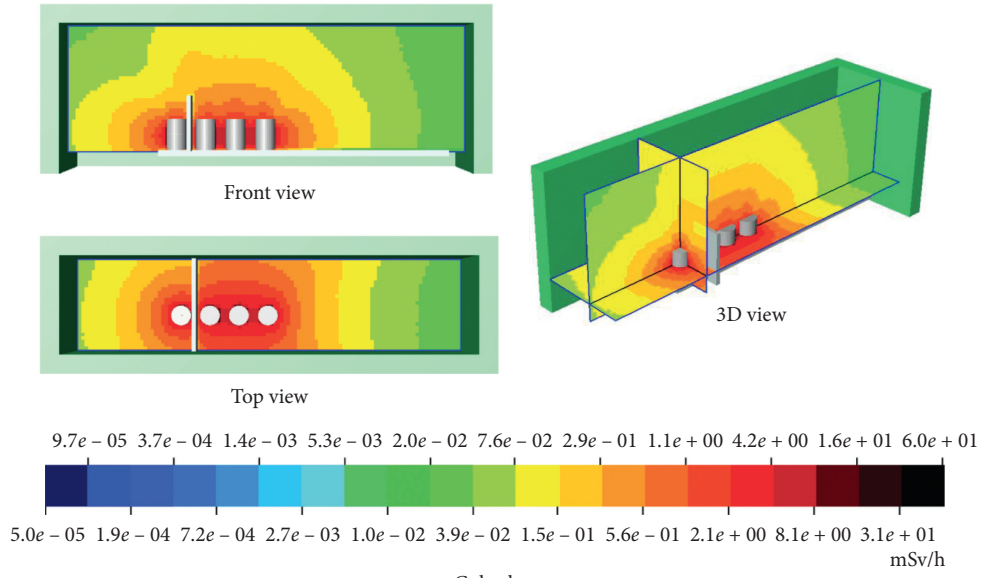 Front view
3D view
Top view
9.7e – 05 3.7e – 04 1.4e – 03 5.3e – 03 2.0e – 02 7.6e – 02 2.9e – 01 1.1e + 00 4.2e + 00 1.6e + 01 6.0e + 01
5.0e – 05 1.9e – 04 7.2e – 04 2.7e – 03 1.0e – 02 3.9e – 02 1.5e – 01 5.6e – 01 2.1e + 00 8.1e + 00 3.1e + 01
mSv/h